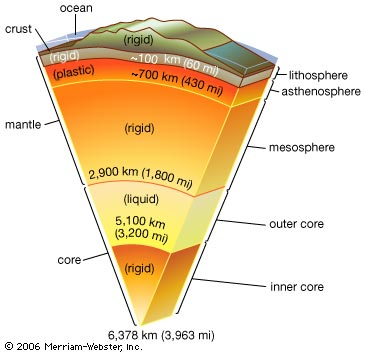 ocean
crust
(rigid)
(rigid)
~100 km (60 mi)
(plastic)
~700 km (430 mi)
lithosphere
asthenosphere
mantle
(rigid)
mesosphere
2,900 km (1,800 mi)
(liquid)
5,100 km
(3,200 mi)
outer core
core
(rigid)
inner core
6,378 km (3,963 mi)
© 2006 Merriam-Webster, Inc.